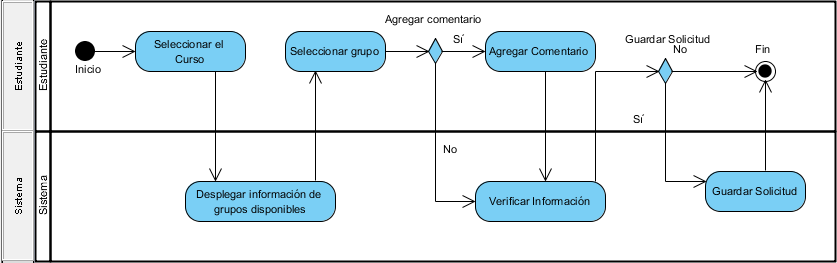 Estudiante
Estudiante
Inicio
Seleccionar el
Curso
Seleccionar grupo
Agregar comentario
Sí
Agregar Comentario
Guardar Solicitud
No
Fin
Sí
No
Sistema
Sistema
Desplegar información de
grupos disponibles
Verificar Información
Guardar Solicitud